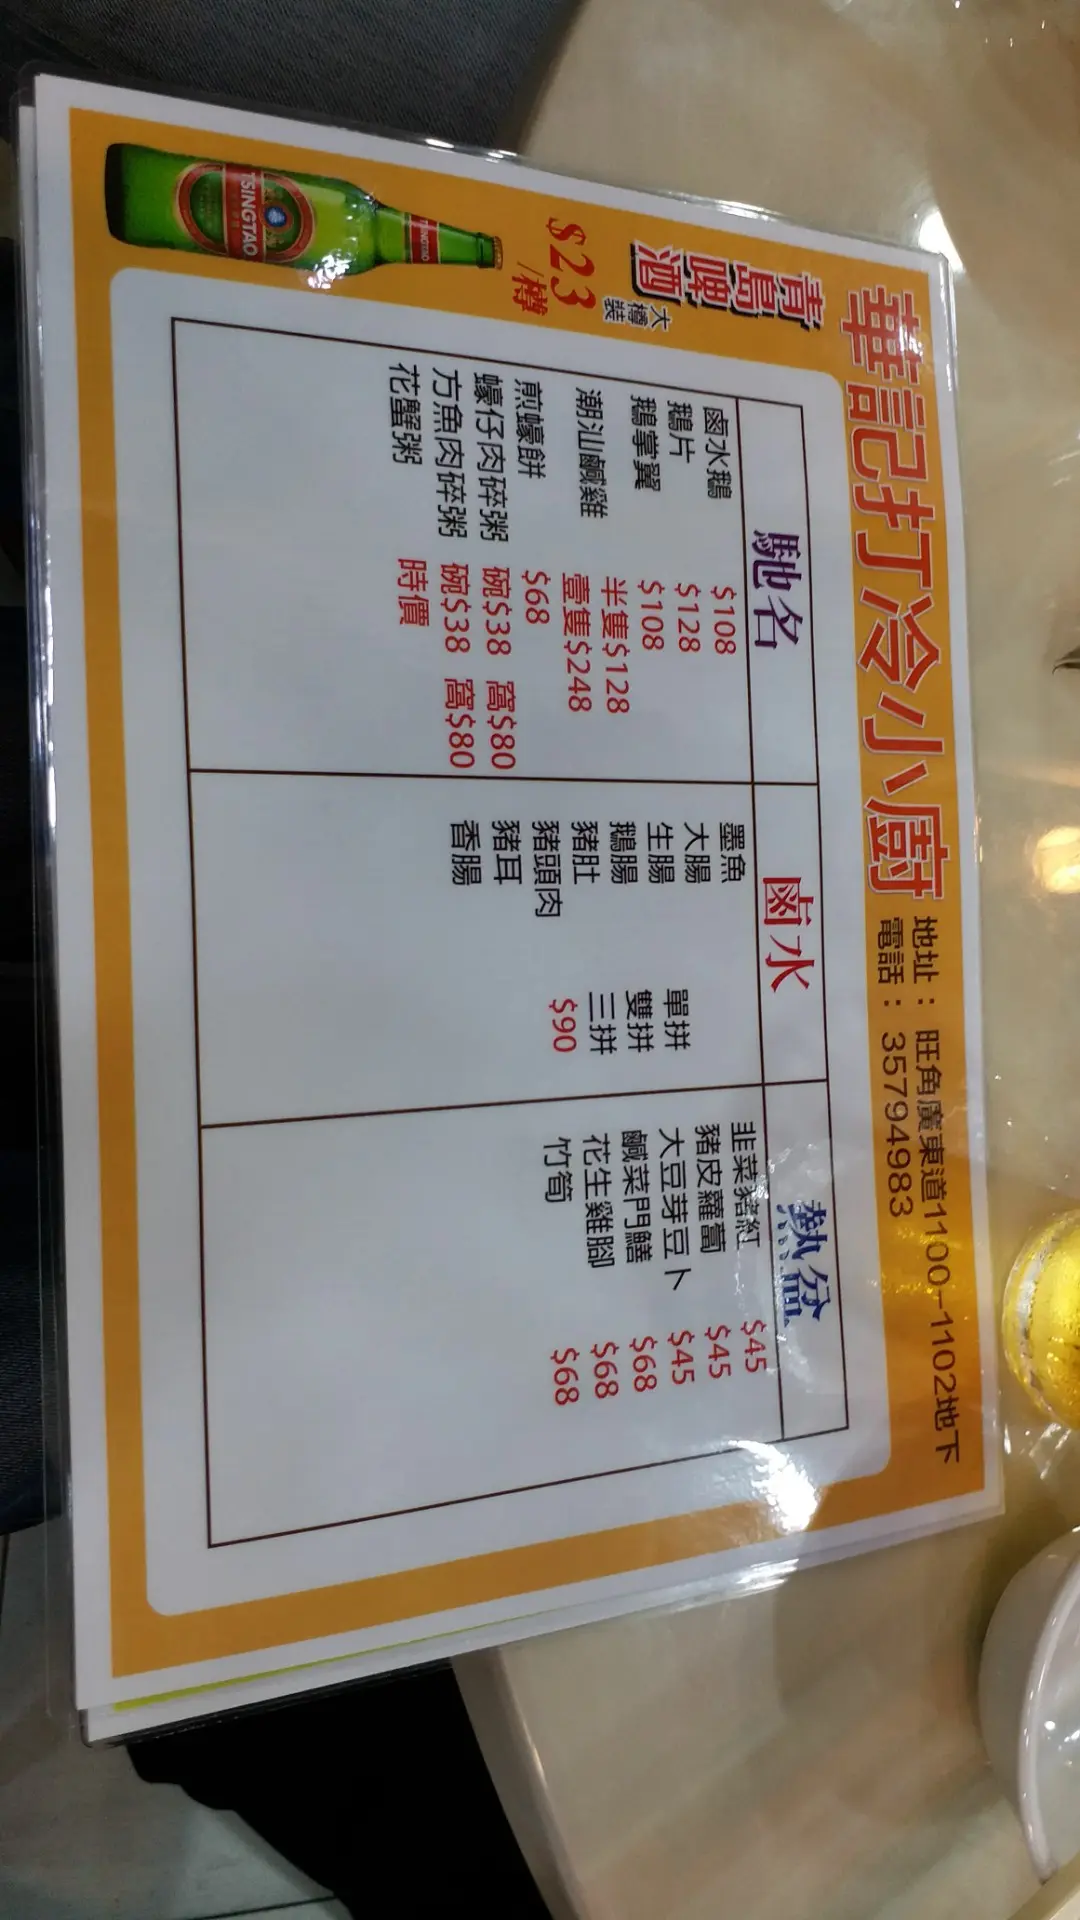 華記打冷小廚
地址：旺角廣東道1100-1102地下
電話：35794983
青島啤酒
大樽裝
$23/樽
TSINGTAO
TSINGTAO
馳名
鹵水鵝 $108
鵝片 $128
鵝掌翼 $108
半隻$128
潮汕鹹雞 壹隻$248
煎蠔餅 $68
蠔仔肉碎粥 碗$38 窩$80
方魚肉碎粥 碗$38 窩$80
花蟹粥 時價
鹵水
墨魚
大腸
生腸 單拼
鵝腸 雙拼
豬肚 三拼
豬頭肉 $90
豬耳
香腸
熱盆
韭菜豬紅 $45
豬皮蘿蔔 $45
大豆芽豆卜 $45
鹹菜門鱔 $68
花生雞腳 $68
竹筍 $68